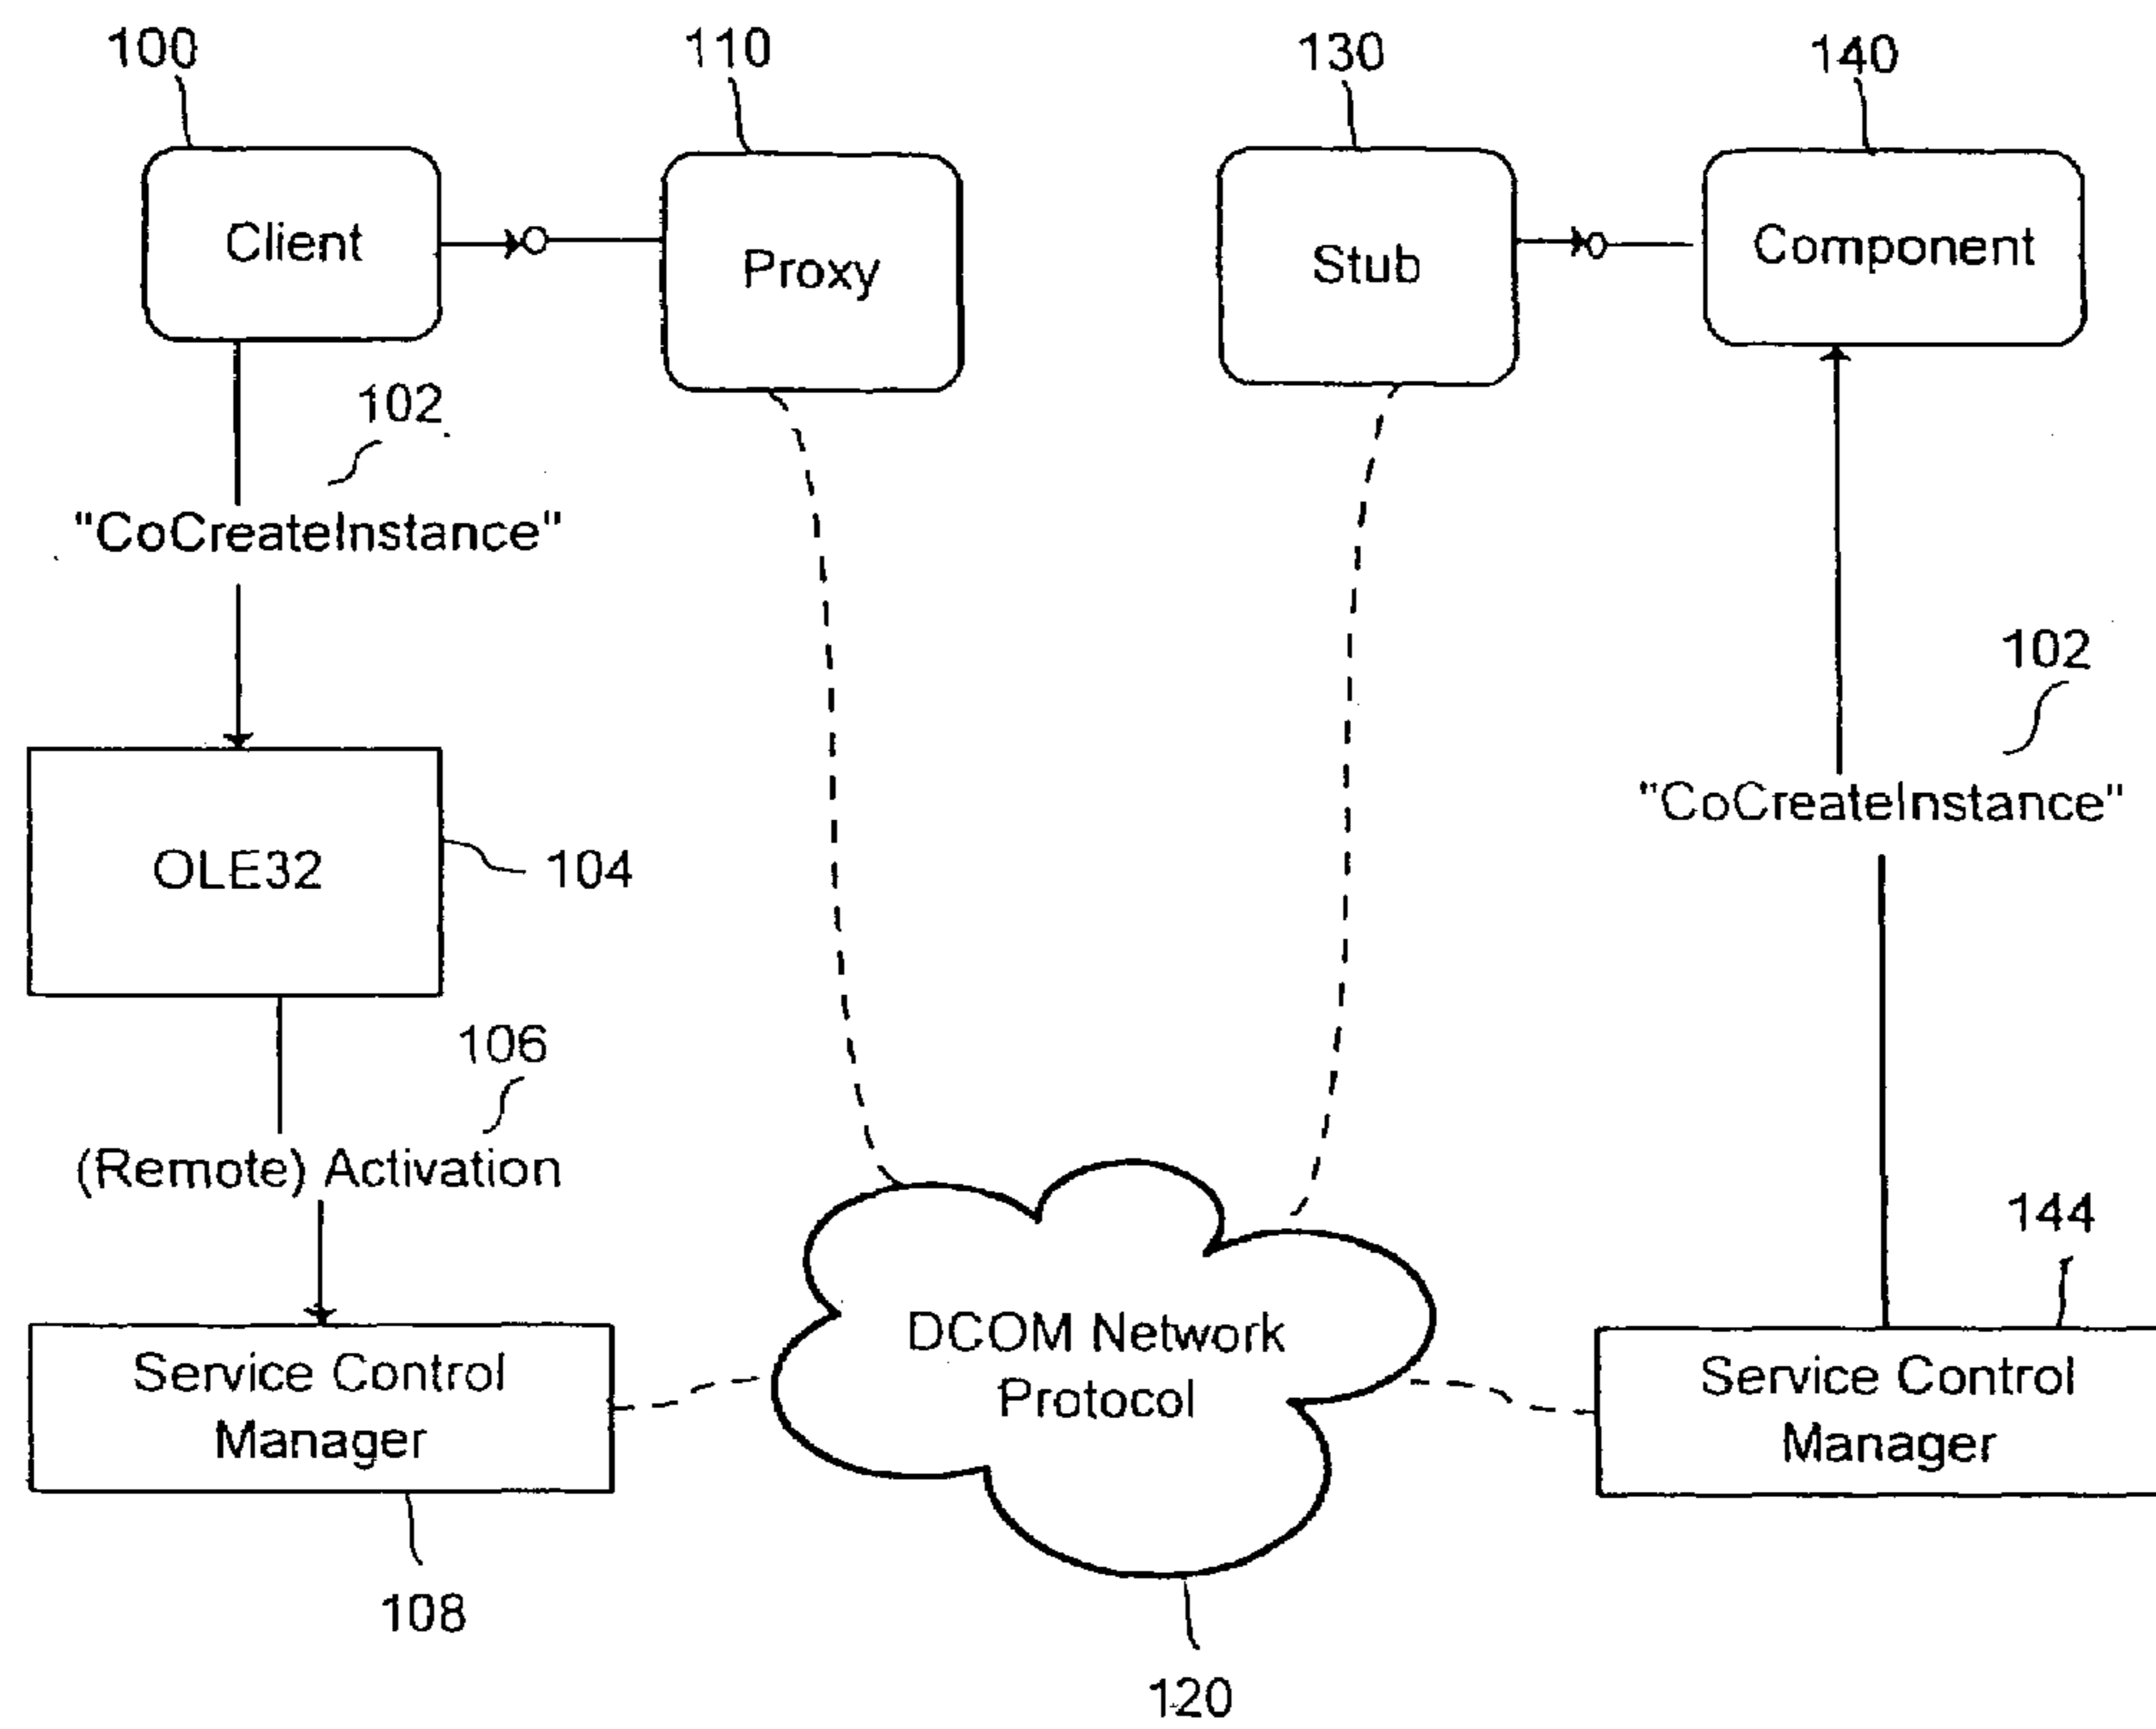 100
110
130
140
Client
Proxy
Stub
Component
102
"CoCreateInstance"
102
"CoCreateInstance"
OLE32
104
106
(Remote) Activation
144
Service Control
Manager
DCOM Network
Protocol
Service Control
Manager
108
120